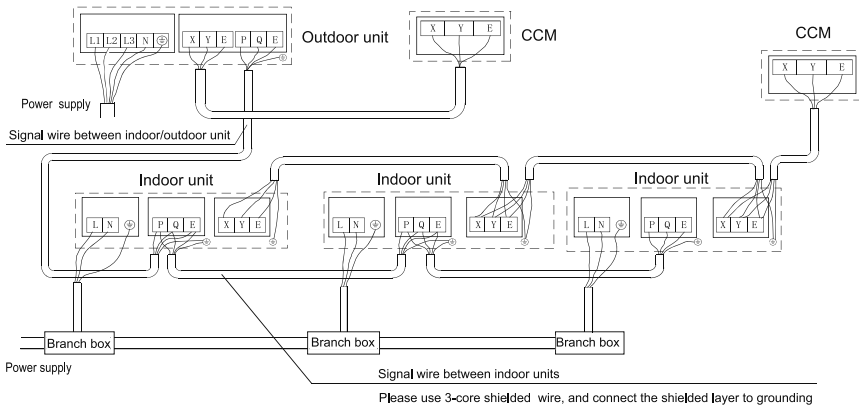 L1 L2 L3 N
X Y E
P Q E
Outdoor unit
X Y E
CCM
CCM
X Y E
Power supply
Signal wire between indoor/outdoor unit
Indoor unit
Indoor unit
Indoor unit
L N
P Q E
X Y E
L N
P Q E
X Y E
L N
P Q E
X Y E
Branch box
Branch box
Branch box
Power supply
Signal wire between indoor units
Please use 3-core shielded wire, and connect the shielded layer to grounding